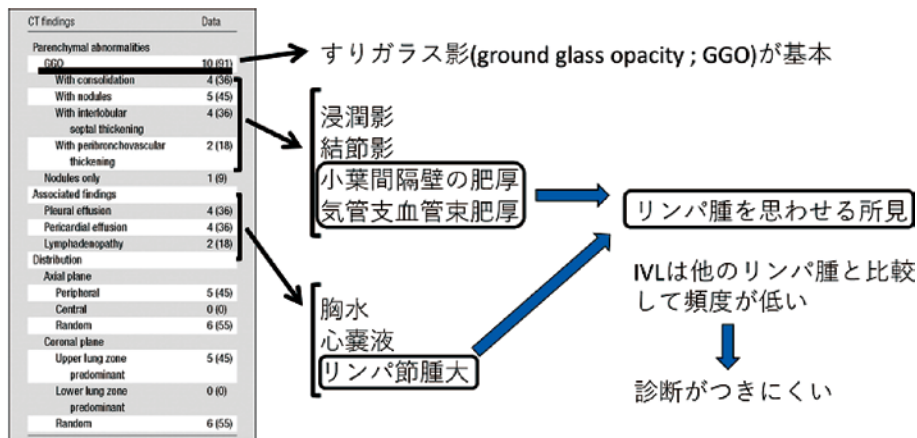 CT findings Data
Parenchymal abnormalities
GGO 10 (91)
With consolidation 4 (36)
With nodules 5 (45)
With interlobular 4 (36)
septal thickening
With peribronchovascular 2 (18)
thickening
Nodules only 1 (9)
Associated findings
Pleural effusion 4 (36)
Pericardial effusion 4 (36)
Lymphadenopathy 2 (18)
Distribution
Axial plane
Peripheral 5 (45)
Central 0 (0)
Random 6 (55)
Coronal plane
Upper lung zone 5 (45)
predominant
Lower lung zone 0 (0)
predominant
Random 6 (55)
すりガラス影(ground glass opacity ; GGO)が基本
浸潤影
結節影
小葉間隔壁の肥厚
気管支血管束肥厚
胸水
心嚢液
リンパ節腫大
リンパ腫を思わせる所見
IVLは他のリンパ腫と比較
して頻度が低い
診断がつきにくい